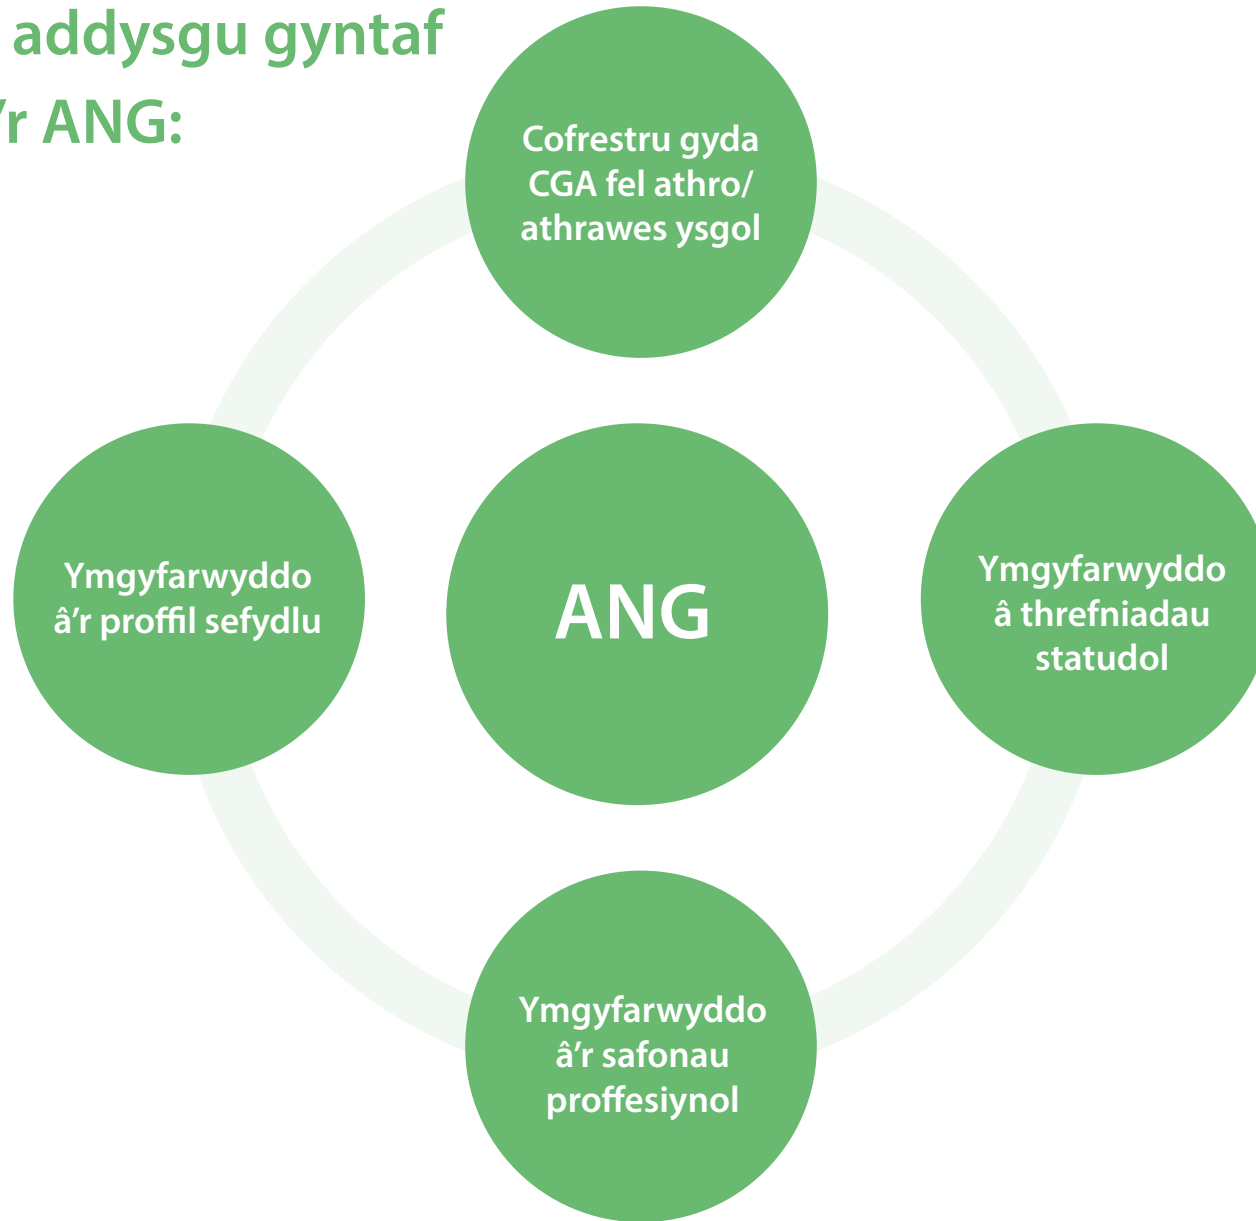 addysgu gyntaf
'r ANG:
Cofrestru gyda
CGA fel athro/
athrawes ysgol
Ymgyfarwyddo
â'r proffil sefydlu
ANG
Ymgyfarwyddo
â threfniadau
statudol
Ymgyfarwyddo
â'r safonau
proffesiynol